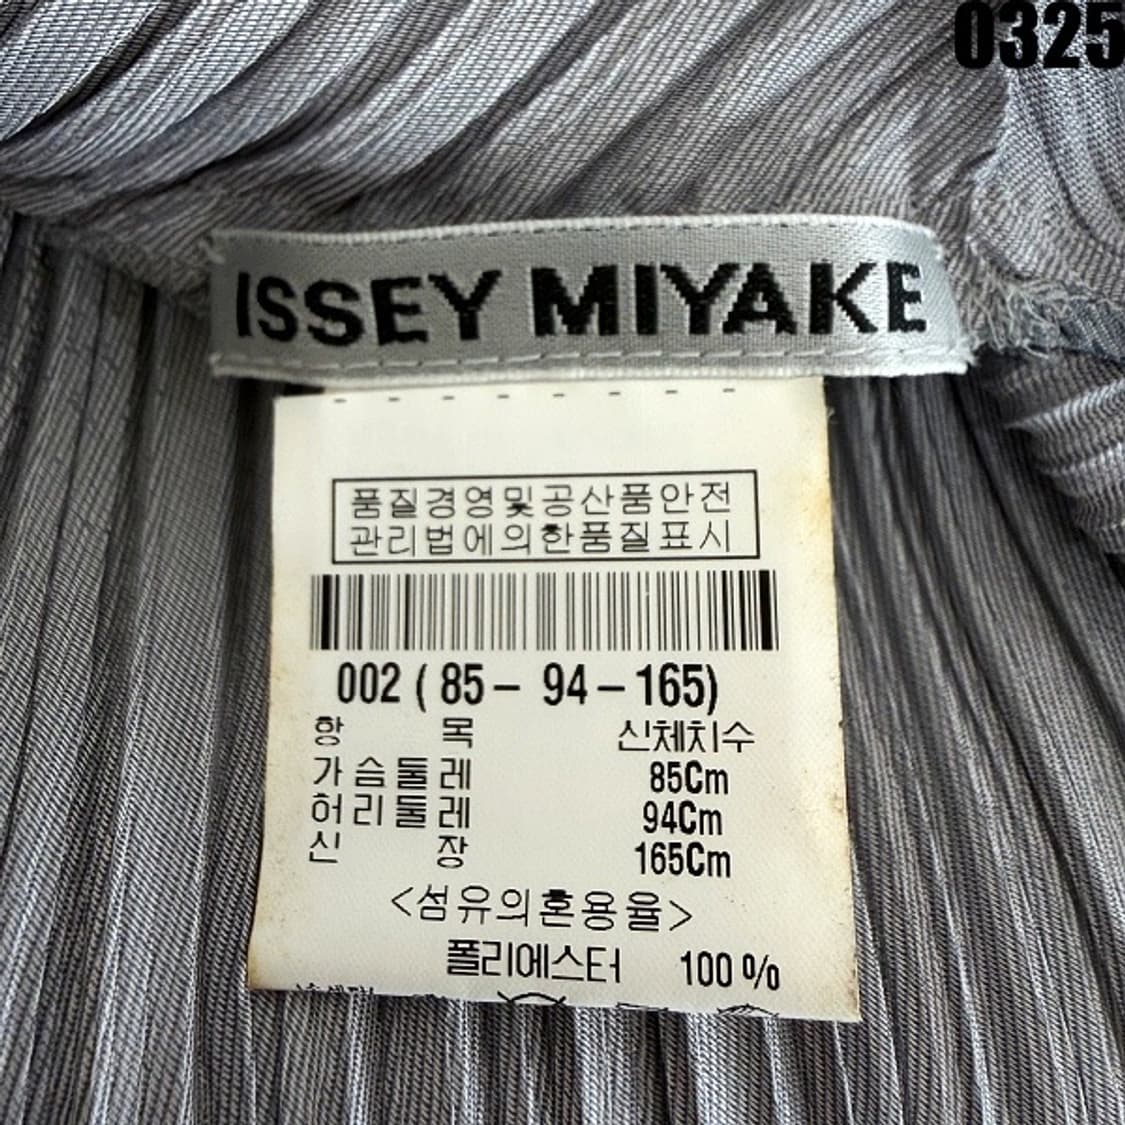 0325
ISSEY MIYAKE
품질경영및공산품안전
관리법에의한품질표시
002 ( 85 – 94 – 165)
항 목 신체치수
가슴둘레 85Cm
허리둘레 94Cm
신 장 165Cm
<섬유의혼용율>
폴리에스터 100 %